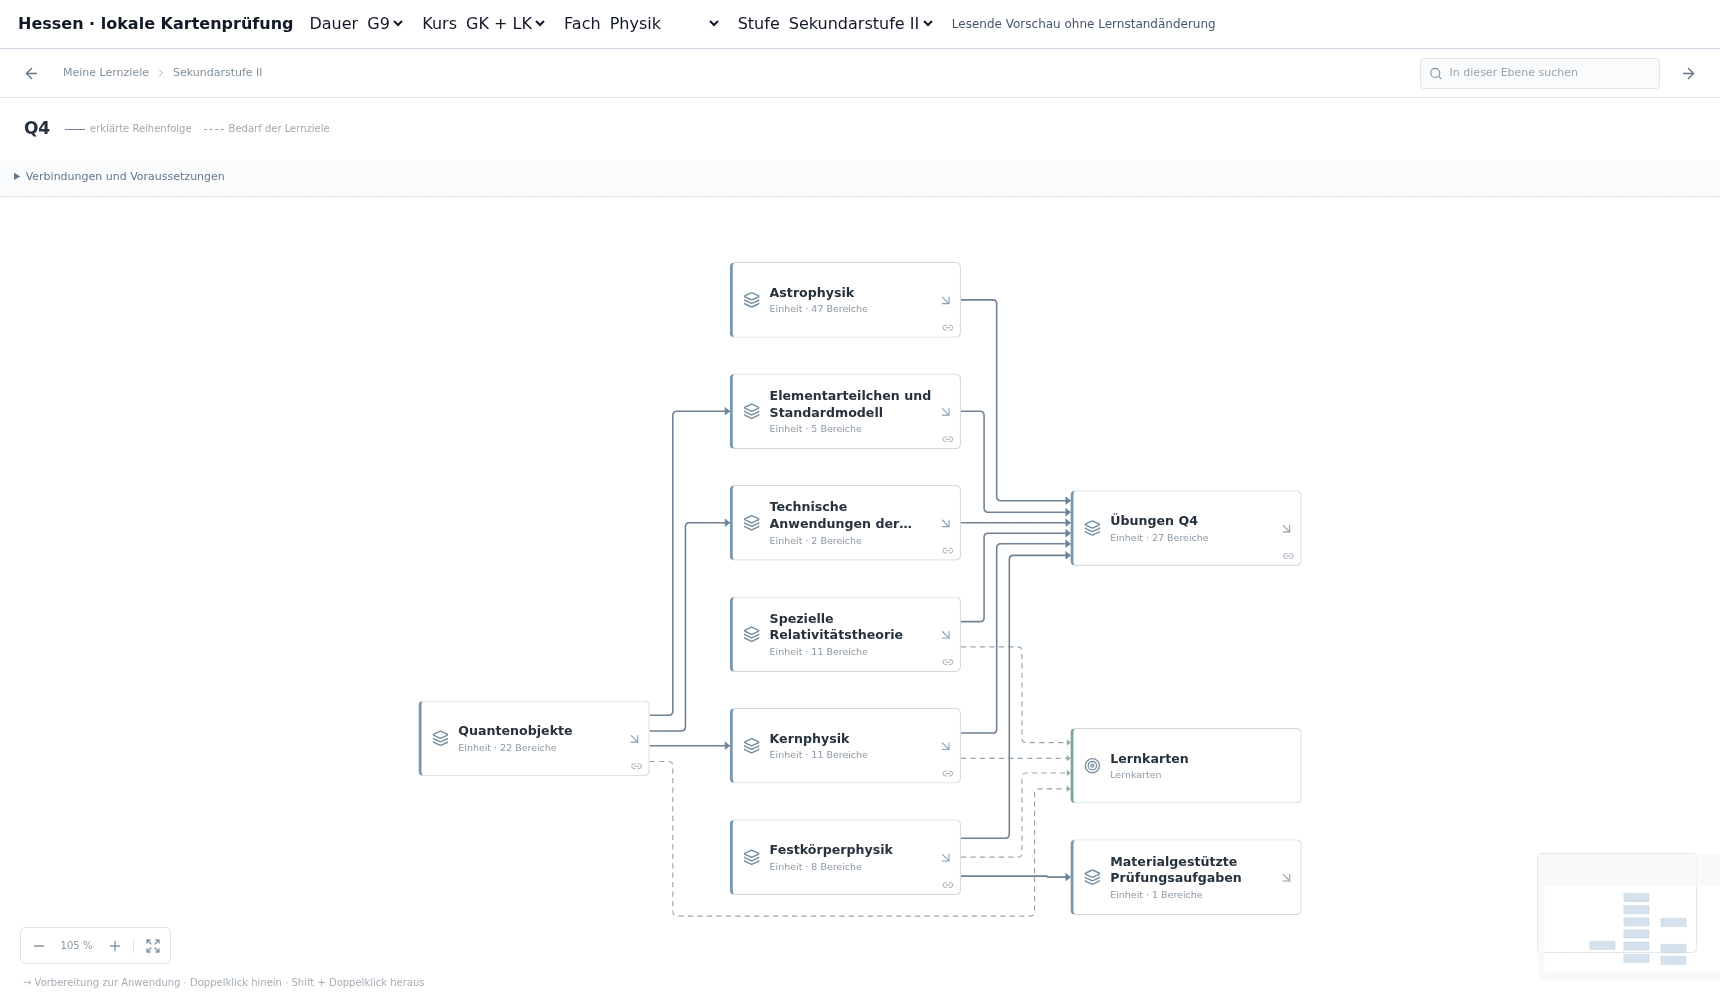 Hessen · lokale Kartenprüfung Dauer G9 Kurs GK + LK Fach Physik Stufe Sekundarstufe II Lesende Vorschau ohne Lernstandänderung
Meine Lernziele Sekundarstufe II In dieser Ebene suchen
Q4 erklärte Reihenfolge Bedarf der Lernziele
Verbindungen und Voraussetzungen
Astrophysik
Einheit · 47 Bereiche
Elementarteilchen und
Standardmodell
Einheit · 5 Bereiche
Technische
Anwendungen der…
Einheit · 2 Bereiche
Übungen Q4
Einheit · 27 Bereiche
Spezielle
Relativitätstheorie
Einheit · 11 Bereiche
Quantenobjekte
Einheit · 22 Bereiche
Kernphysik
Einheit · 11 Bereiche
Lernkarten
Lernkarten
Festkörperphysik
Einheit · 8 Bereiche
Materialgestützte
Prüfungsaufgaben
Einheit · 1 Bereiche
105 %
→ Vorbereitung zur Anwendung · Doppelklick hinein · Shift + Doppelklick heraus